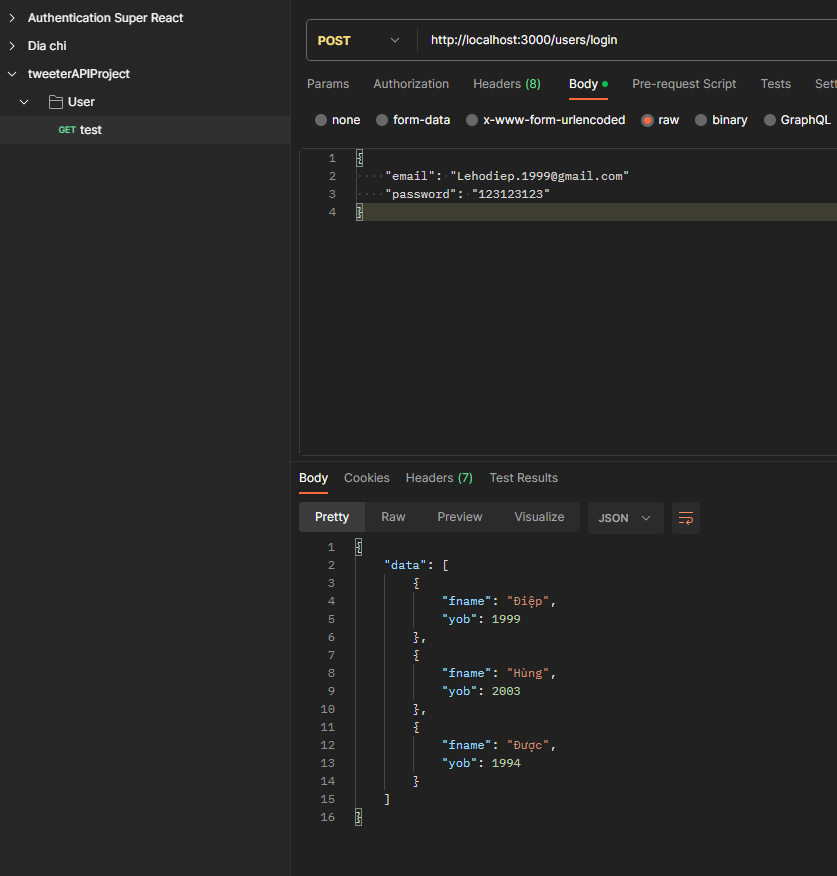 Authentication Super React
Dia chi
tweeterAPIProject
User
GET test
POST http://localhost:3000/users/login
Params Authorization Headers (8) Body Pre-request Script Tests Sett
none form-data x-www-form-urlencoded raw binary GraphQL
1 {
2 "email": "Lehodiep.1999@gmail.com"
3 "password": "123123123"
4 }
Body Cookies Headers (7) Test Results
Pretty Raw Preview Visualize JSON
1 {
2 "data": [
3 {
4 "fname": "Điệp",
5 "yob": 1999
6 },
7 {
8 "fname": "Hùng",
9 "yob": 2003
10 },
11 {
12 "fname": "Được",
13 "yob": 1994
14 }
15 ]
16 }